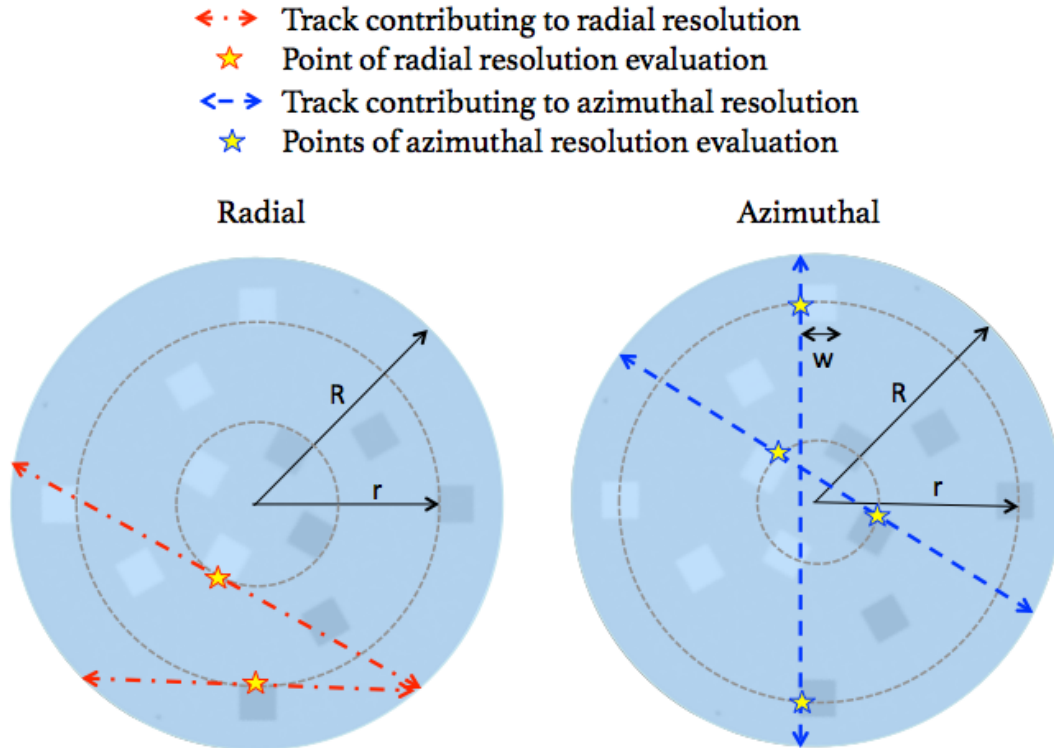 Track contributing to radial resolution
Point of radial resolution evaluation
Track contributing to azimuthal resolution
Points of azimuthal resolution evaluation
Radial
Azimuthal
R
r
w
R
r